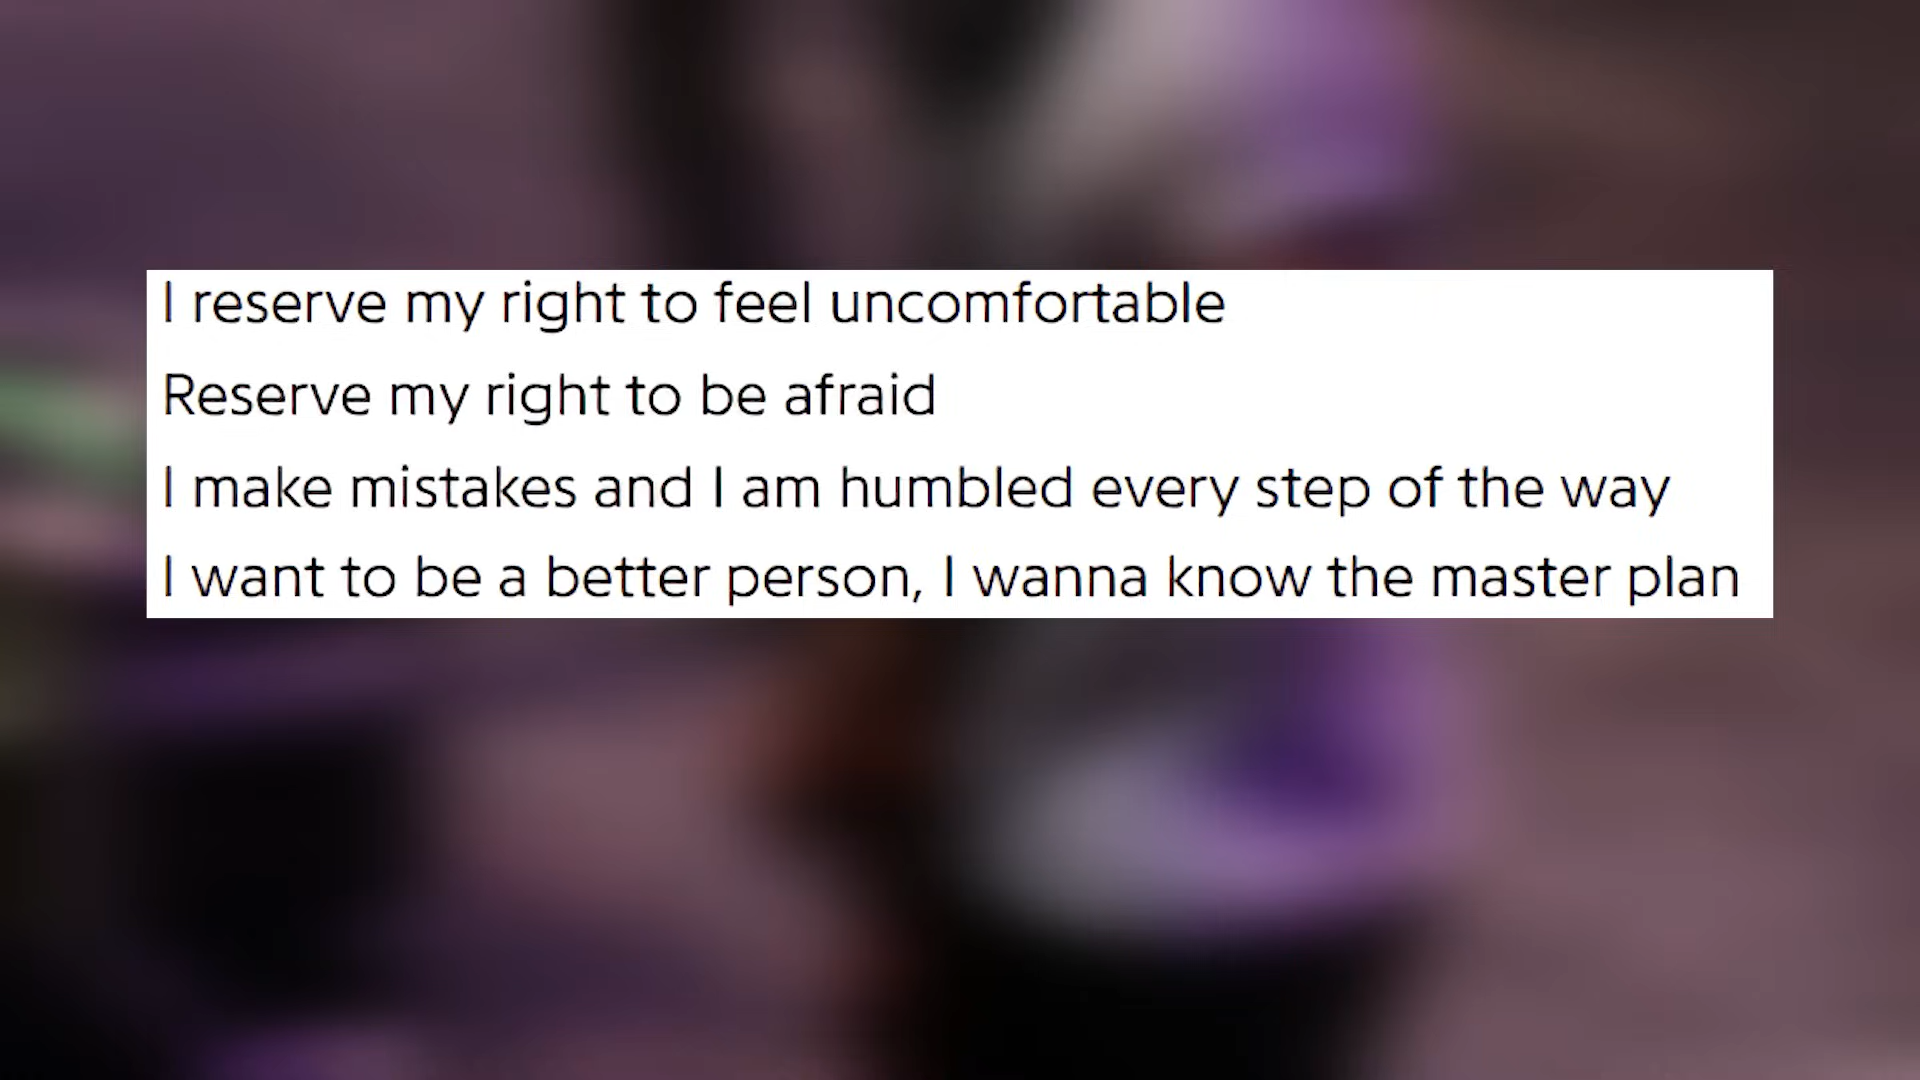 I reserve my right to feel uncomfortable
Reserve my right to be afraid
I make mistakes and I am humbled every step of the way
I want to be a better person, I wanna know the master plan